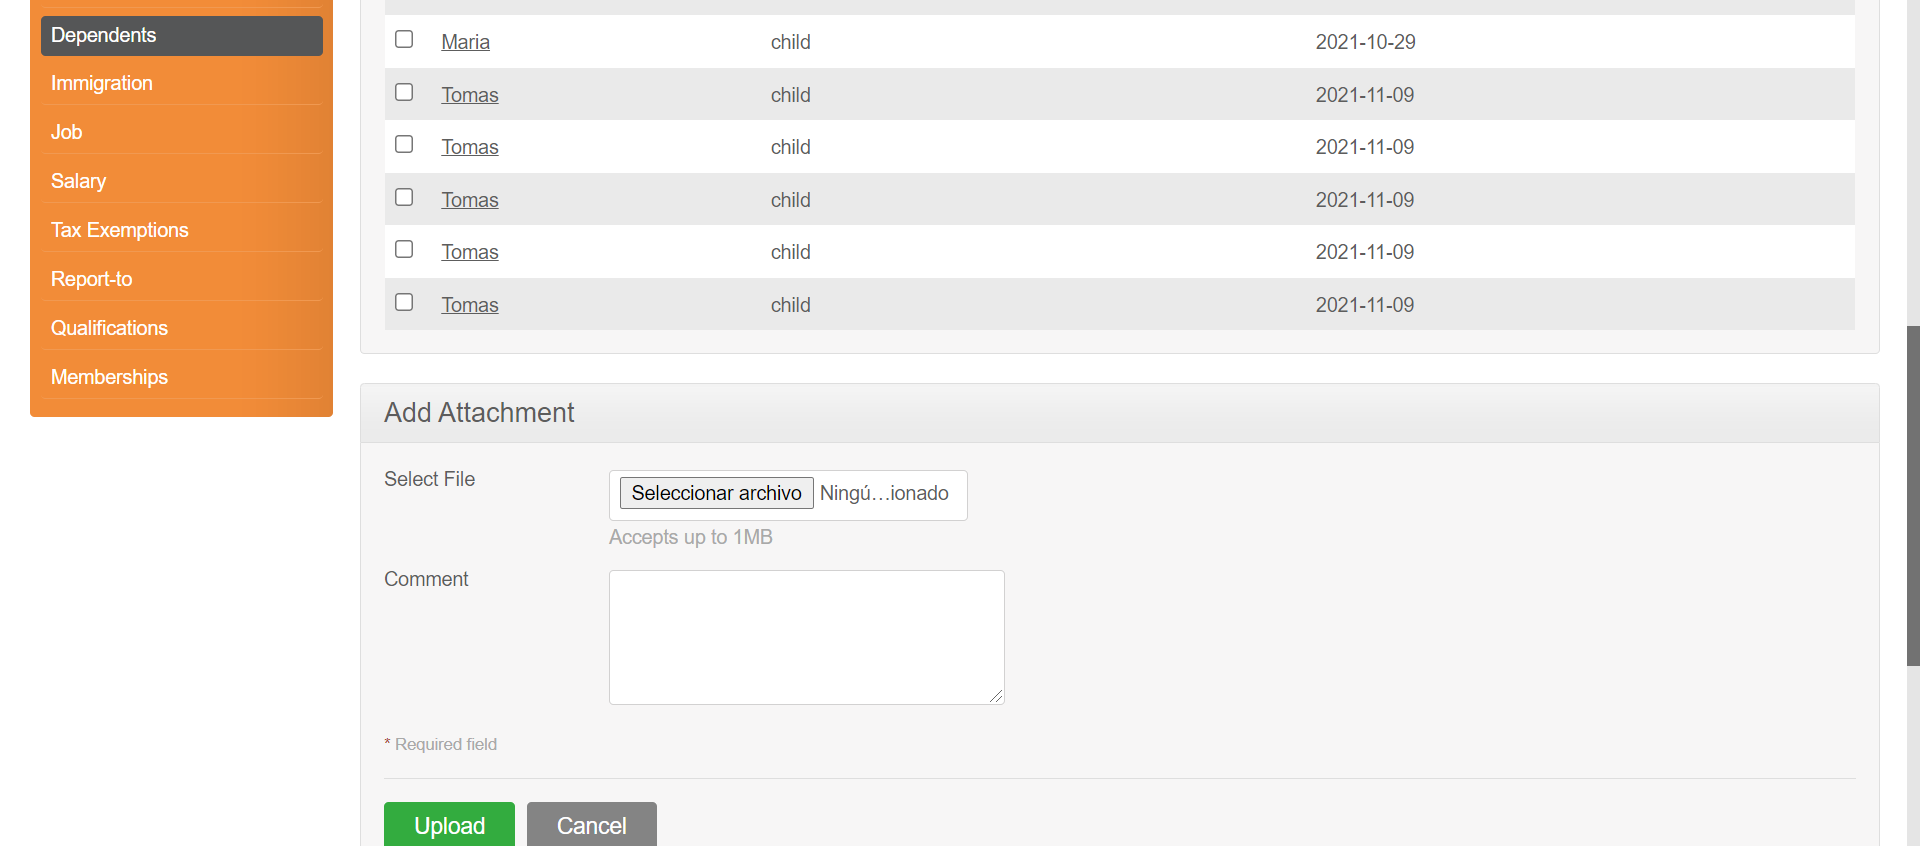 Dependents
Immigration
Job
Salary
Tax Exemptions
Report-to
Qualifications
Memberships
Maria child 2021-10-29
Tomas child 2021-11-09
Tomas child 2021-11-09
Tomas child 2021-11-09
Tomas child 2021-11-09
Tomas child 2021-11-09
Add Attachment
Select File Seleccionar archivo Ningú…ionado
Accepts up to 1MB
Comment
* Required field
Upload Cancel